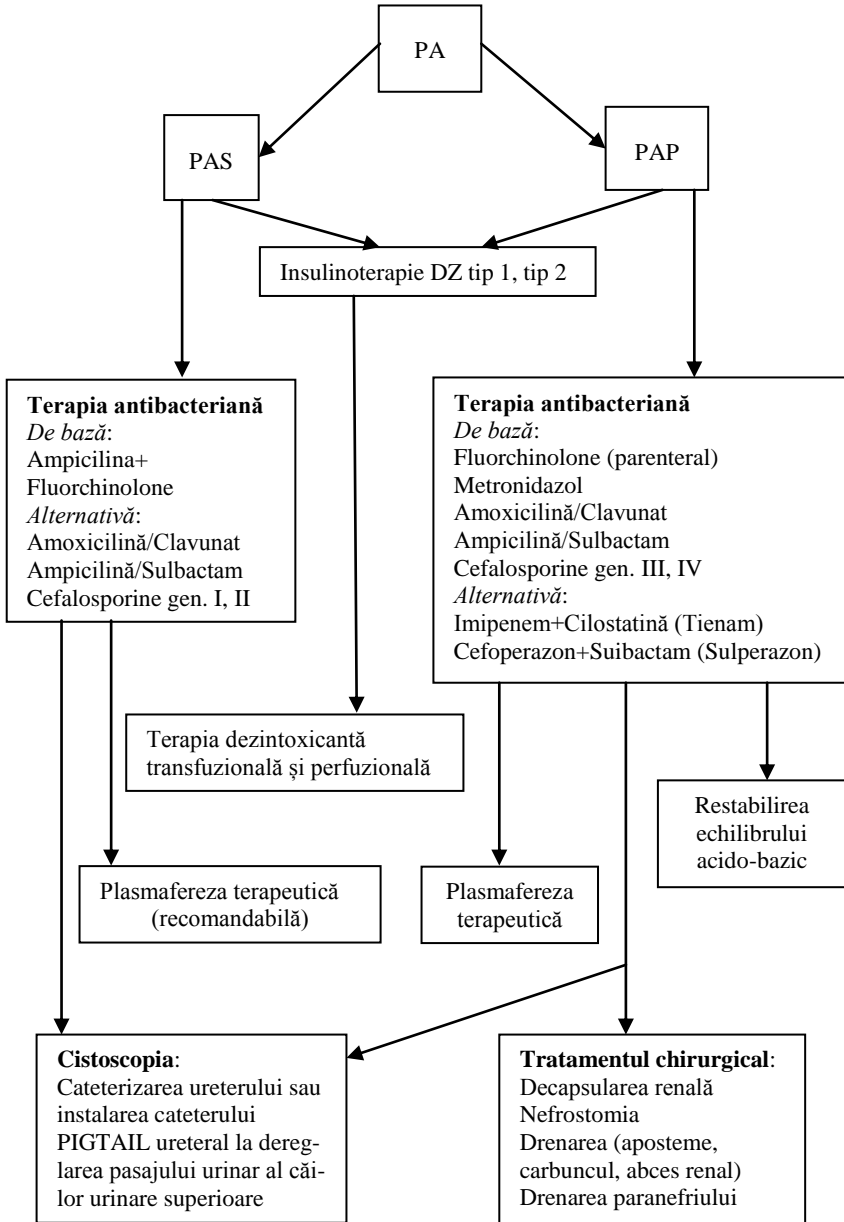 PA
PAS
PAP
Insulinoterapie DZ tip 1, tip 2
Terapia antibacteriană
De bază:
Ampicilina+
Fluorchinolone
Alternativă:
Amoxicilină/Clavunat
Ampicilină/Sulbactam
Cefalosporine gen. I, II
Terapia antibacteriană
De bază:
Fluorchinolone (parenteral)
Metronidazol
Amoxicilină/Clavunat
Ampicilină/Sulbactam
Cefalosporine gen. III, IV
Alternativă:
Imipenem+Cilostatină (Tienam)
Cefoperazon+Suibactam (Sulperazon)
Terapia dezintoxicantă
transfuzională și perfuzională
Restabilirea
echilibrului
acido-bazic
Plasmafereza terapeutică
(recomandabilă)
Plasmafereza
terapeutică
Cistoscopia:
Cateterizarea ureterului sau
instalarea cateterului
PIGTAIL ureteral la dereg-
larea pasajului urinar al căi-
lor urinare superioare
Tratamentul chirurgical:
Decapsularea renală
Nefrostomia
Drenarea (aposteme,
carbuncul, abces renal)
Drenarea paranefriului